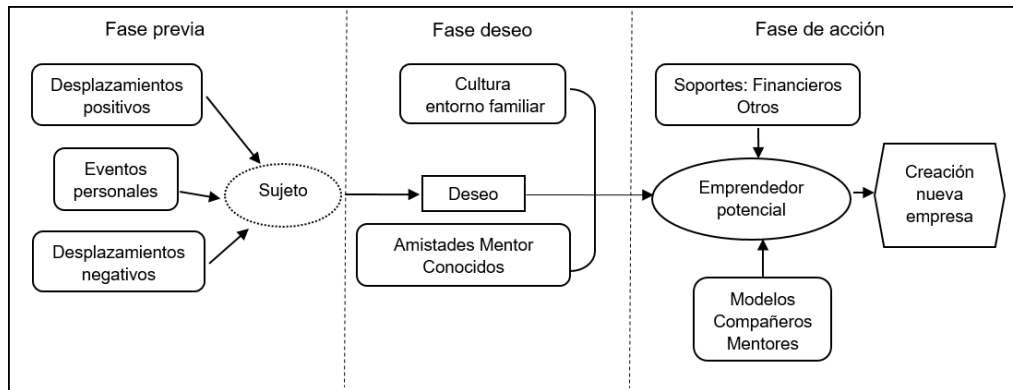 Fase previa
Desplazamientos
positivos
Eventos
personales
Desplazamientos
negativos
Sujeto
Fase deseo
Cultura
entorno familiar
Deseo
Amistades Mentor
Conocidos
Fase de acción
Soportes: Financieros
Otros
Emprendedor
potencial
Modelos
Compañeros
Mentores
Creación
nueva
empresa